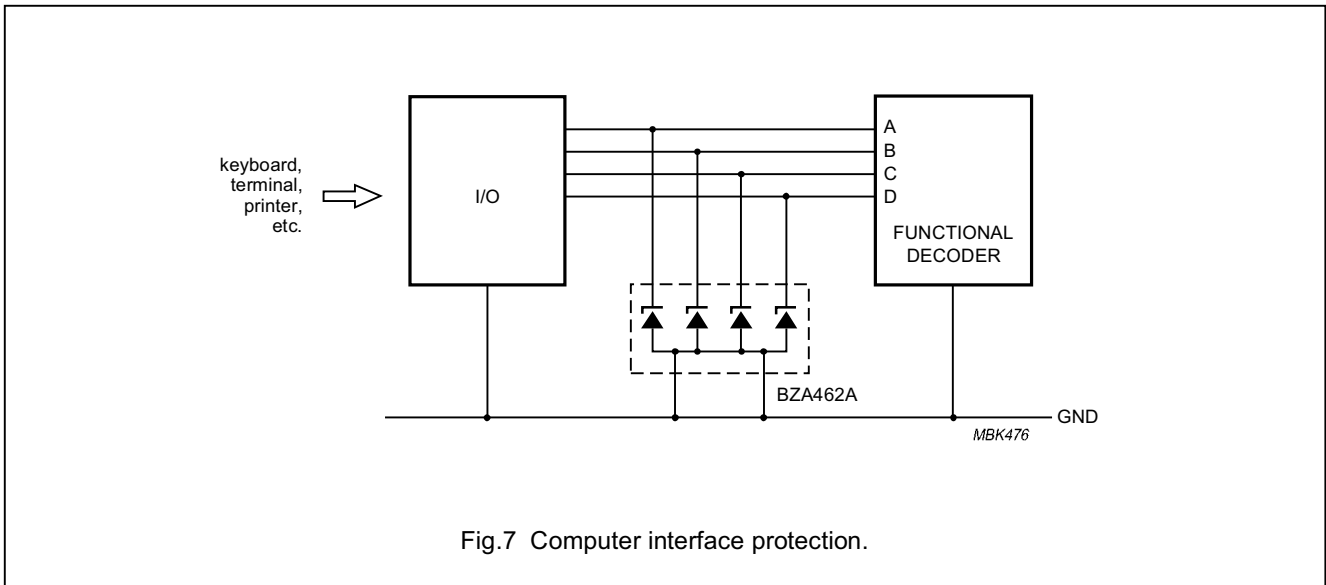 keyboard,
terminal,
printer,
etc.
I/O
A
B
C
D
FUNCTIONAL
DECODER
BZA462A
GND
MBK476
Fig.7 Computer interface protection.